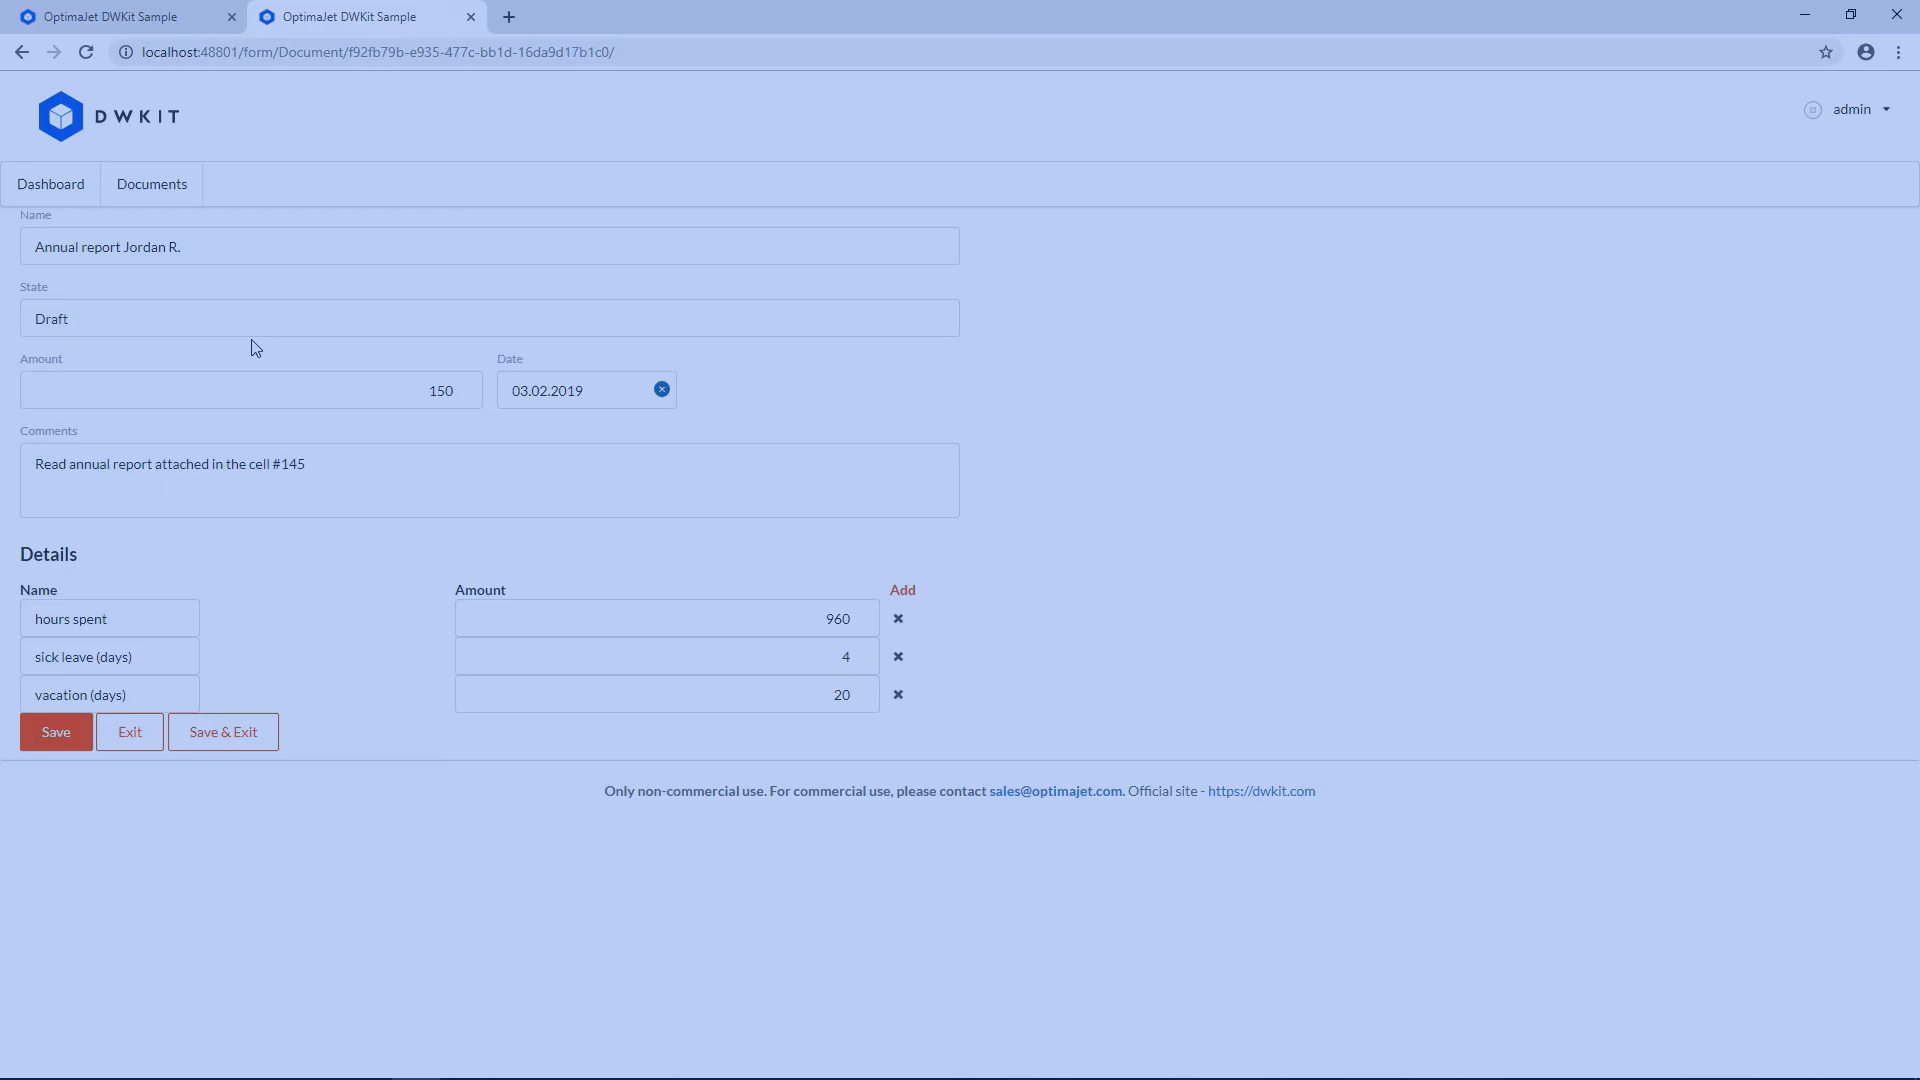 OptimaJet DWKit Sample
OptimaJet DWKit Sample
localhost:48801/form/Document/f92fb79b-e935-477c-bb1d-16da9d17b1c0/
DWKIT
admin
Dashboard
Documents
Name
Annual report Jordan R.
State
Draft
Amount
Date
150
03.02.2019
Comments
Read annual report attached in the cell #145
Details
Name
Amount
Add
hours spent
960
sick leave (days)
4
vacation (days)
20
Save
Exit
Save & Exit
Only non-commercial use. For commercial use, please contact sales@optimajet.com. Official site - https://dwkit.com